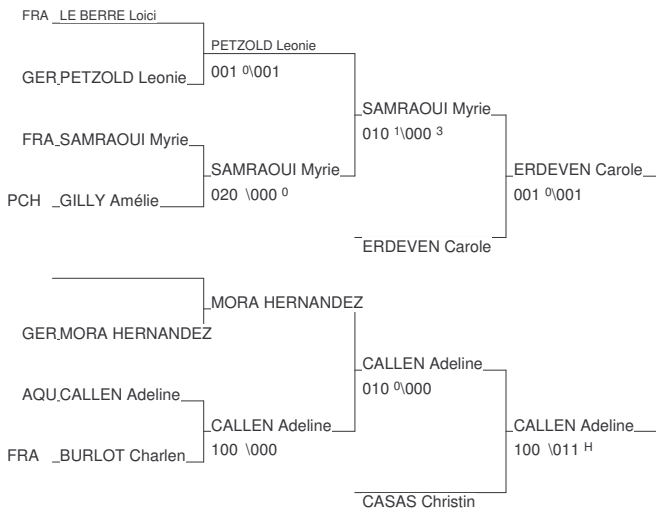 FRA LE BERRE Loici
PETZOLD Leonie
GER PETZOLD Leonie
001 0\001
SAMRAOUI Myrie
FRA SAMRAOUI Myrie
010 1\000 3
SAMRAOUI Myrie
ERDEVEN Carole
PCH GILLY Amélie
020 \000 0
001 0\001
ERDEVEN Carole
MORA HERNANDEZ
GER MORA HERNANDEZ
CALLEN Adeline
AQU CALLEN Adeline
010 0\000
CALLEN Adeline
CALLEN Adeline
FRA BURLOT Charlen
100 \000
100 \011 H
CASAS Christin